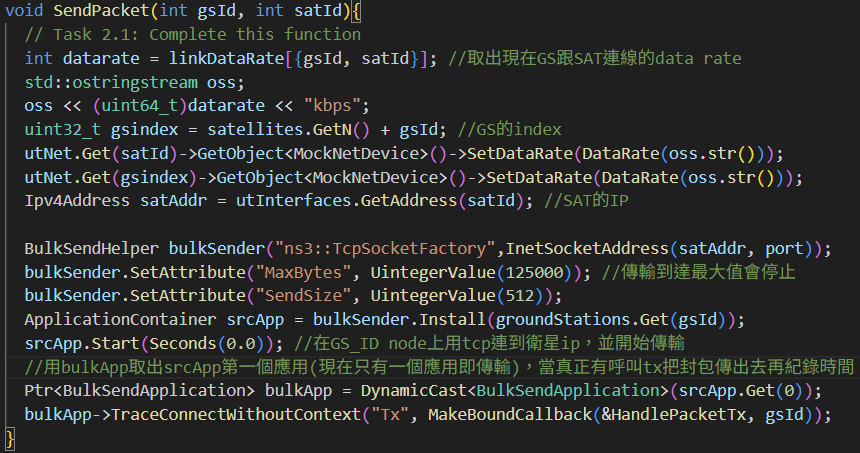 void SendPacket(int gsId, int satId){
// Task 2.1: Complete this function
int datarate = linkDataRate[{gsId, satId}]; //取出現在GS跟SAT連線的data rate
std::ostringstream oss;
oss << (uint64_t)datarate << "kbps";
uint32_t gsindex = satellites.GetN() + gsId; //GS的index
utNet.Get(satId)->GetObject<MockNetDevice>()->SetDataRate(DataRate(oss.str()));
utNet.Get(gsindex)->GetObject<MockNetDevice>()->SetDataRate(DataRate(oss.str()));
Ipv4Address satAddr = utInterfaces.GetAddress(satId); //SAT的IP
BulkSendHelper bulkSender("ns3::TcpSocketFactory",InetSocketAddress(satAddr, port));
bulkSender.SetAttribute("MaxBytes", UintegerValue(125000)); //傳輸到達最大值會停止
bulkSender.SetAttribute("SendSize", UintegerValue(512));
ApplicationContainer srcApp = bulkSender.Install(groundStations.Get(gsId));
srcApp.Start(Seconds(0.0)); //在GS_ID node上用tcp連到衛星ip，並開始傳輸
//用bulkApp取出srcApp第一個應用(現在只有一個應用即傳輸)，當真正有呼叫tx把封包傳出去再紀錄時間
Ptr<BulkSendApplication> bulkApp = DynamicCast<BulkSendApplication>(srcApp.Get(0));
bulkApp->TraceConnectWithoutContext("Tx", MakeBoundCallback(&HandlePacketTx, gsId));
}